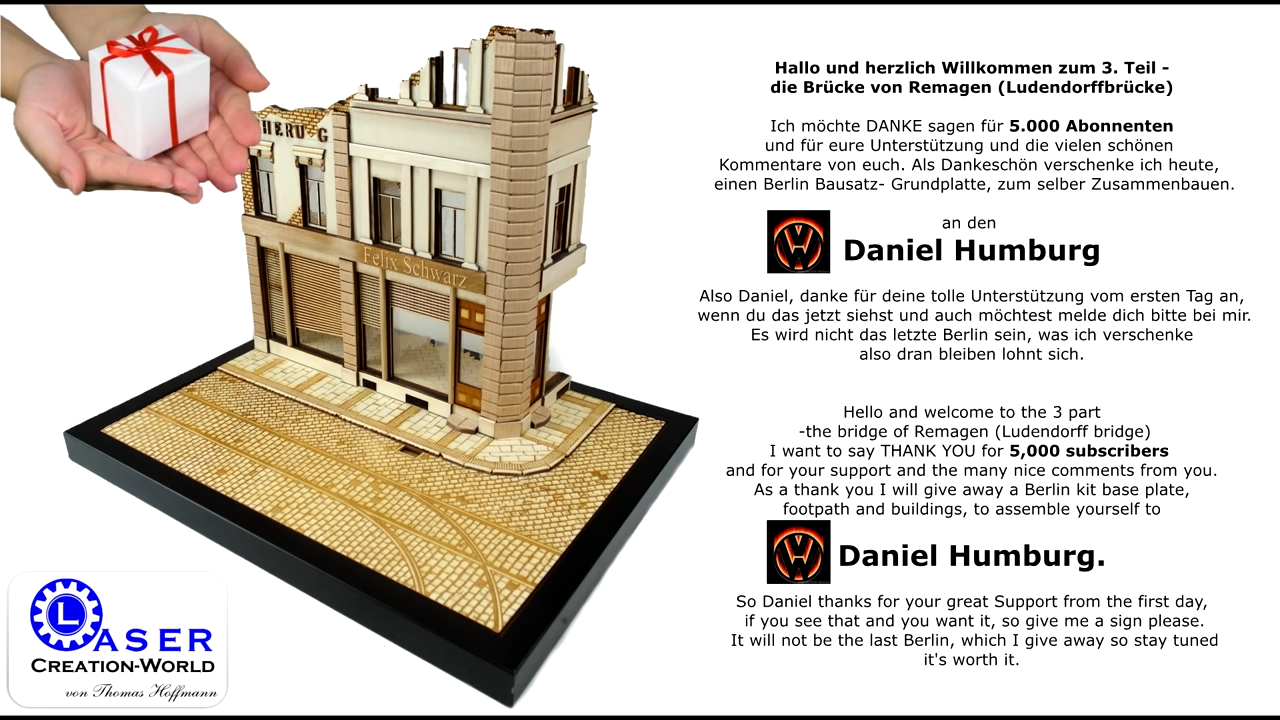 HERU G
Felix Schwarz
Hallo und herzlich Willkommen zum 3. Teil -
die Brücke von Remagen (Ludendorffbrücke)
Ich möchte DANKE sagen für 5.000 Abonnenten
und für eure Unterstützung und die vielen schönen
Kommentare von euch. Als Dankeschön verschenke ich heute,
einen Berlin Bausatz- Grundplatte, zum selber Zusammenbauen.
an den
Daniel Humburg
Also Daniel, danke für deine tolle Unterstützung vom ersten Tag an,
wenn du das jetzt siehst und auch möchtest melde dich bitte bei mir.
Es wird nicht das letzte Berlin sein, was ich verschenke
also dran bleiben lohnt sich.
Hello and welcome to the 3 part
-the bridge of Remagen (Ludendorff bridge)
I want to say THANK YOU for 5,000 subscribers
and for your support and the many nice comments from you.
As a thank you I will give away a Berlin kit base plate,
footpath and buildings, to assemble yourself to
Daniel Humburg.
So Daniel thanks for your great Support from the first day,
if you see that and you want it, so give me a sign please.
It will not be the last Berlin, which I give away so stay tuned
it's worth it.
LASER
CREATION-WORLD
von Thomas Hoffmann